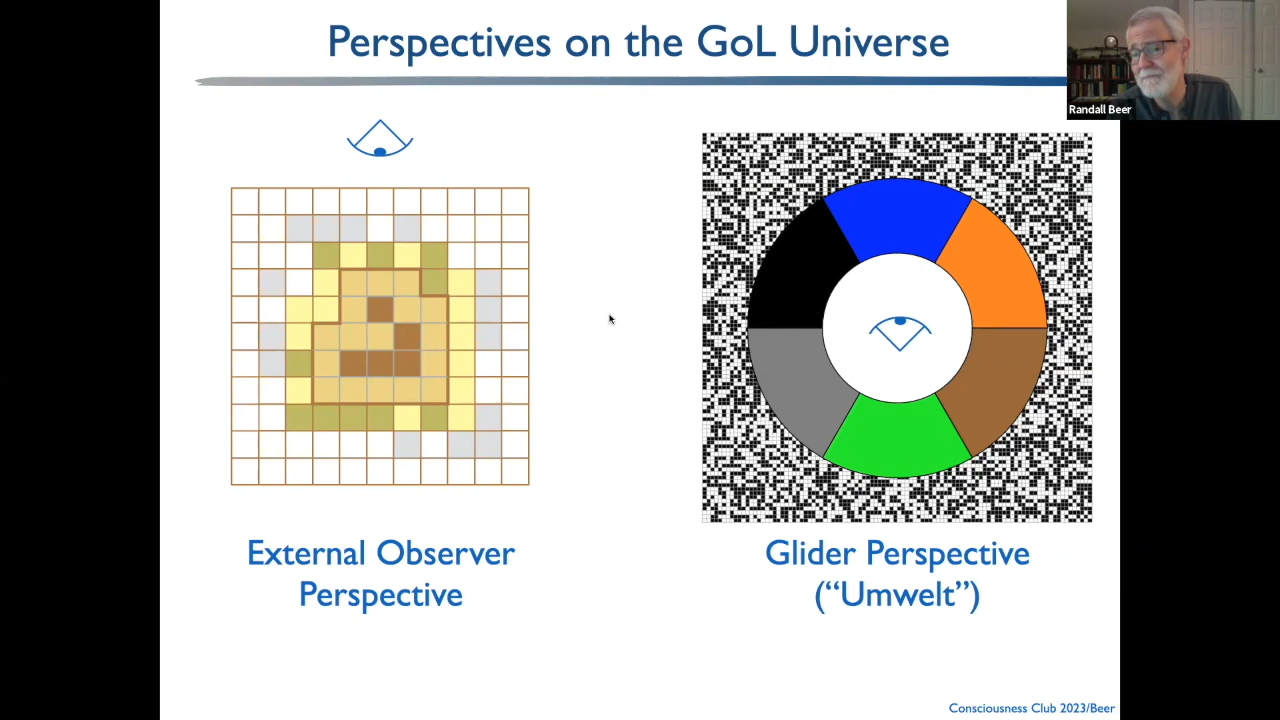 Perspectives on the GoL Universe
Randall Beer
External Observer
Perspective
Glider Perspective
(“Umwelt”)
Consciousness Club 2023/Beer